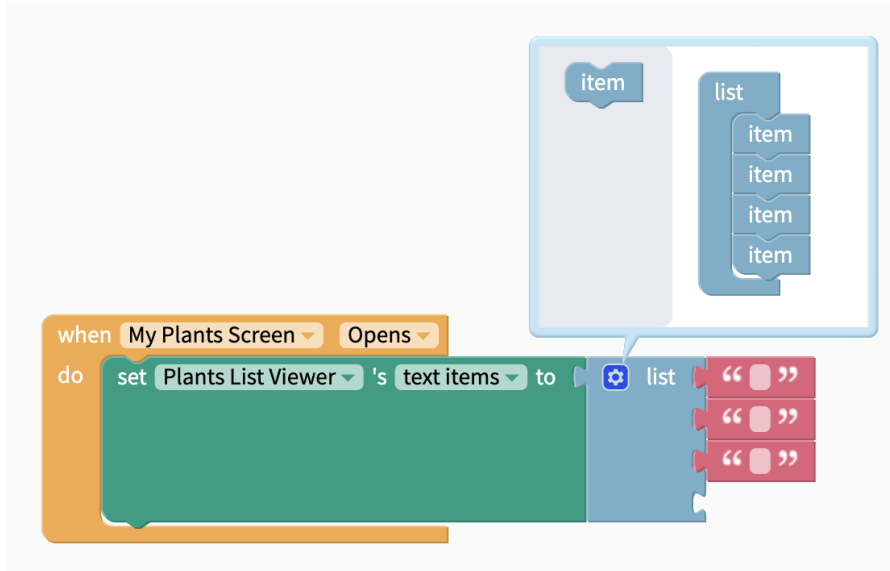 item
list
item
item
item
item
when My Plants Screen Opens
do set Plants List Viewer 's text items to list “ ”
“ ”
“ ”